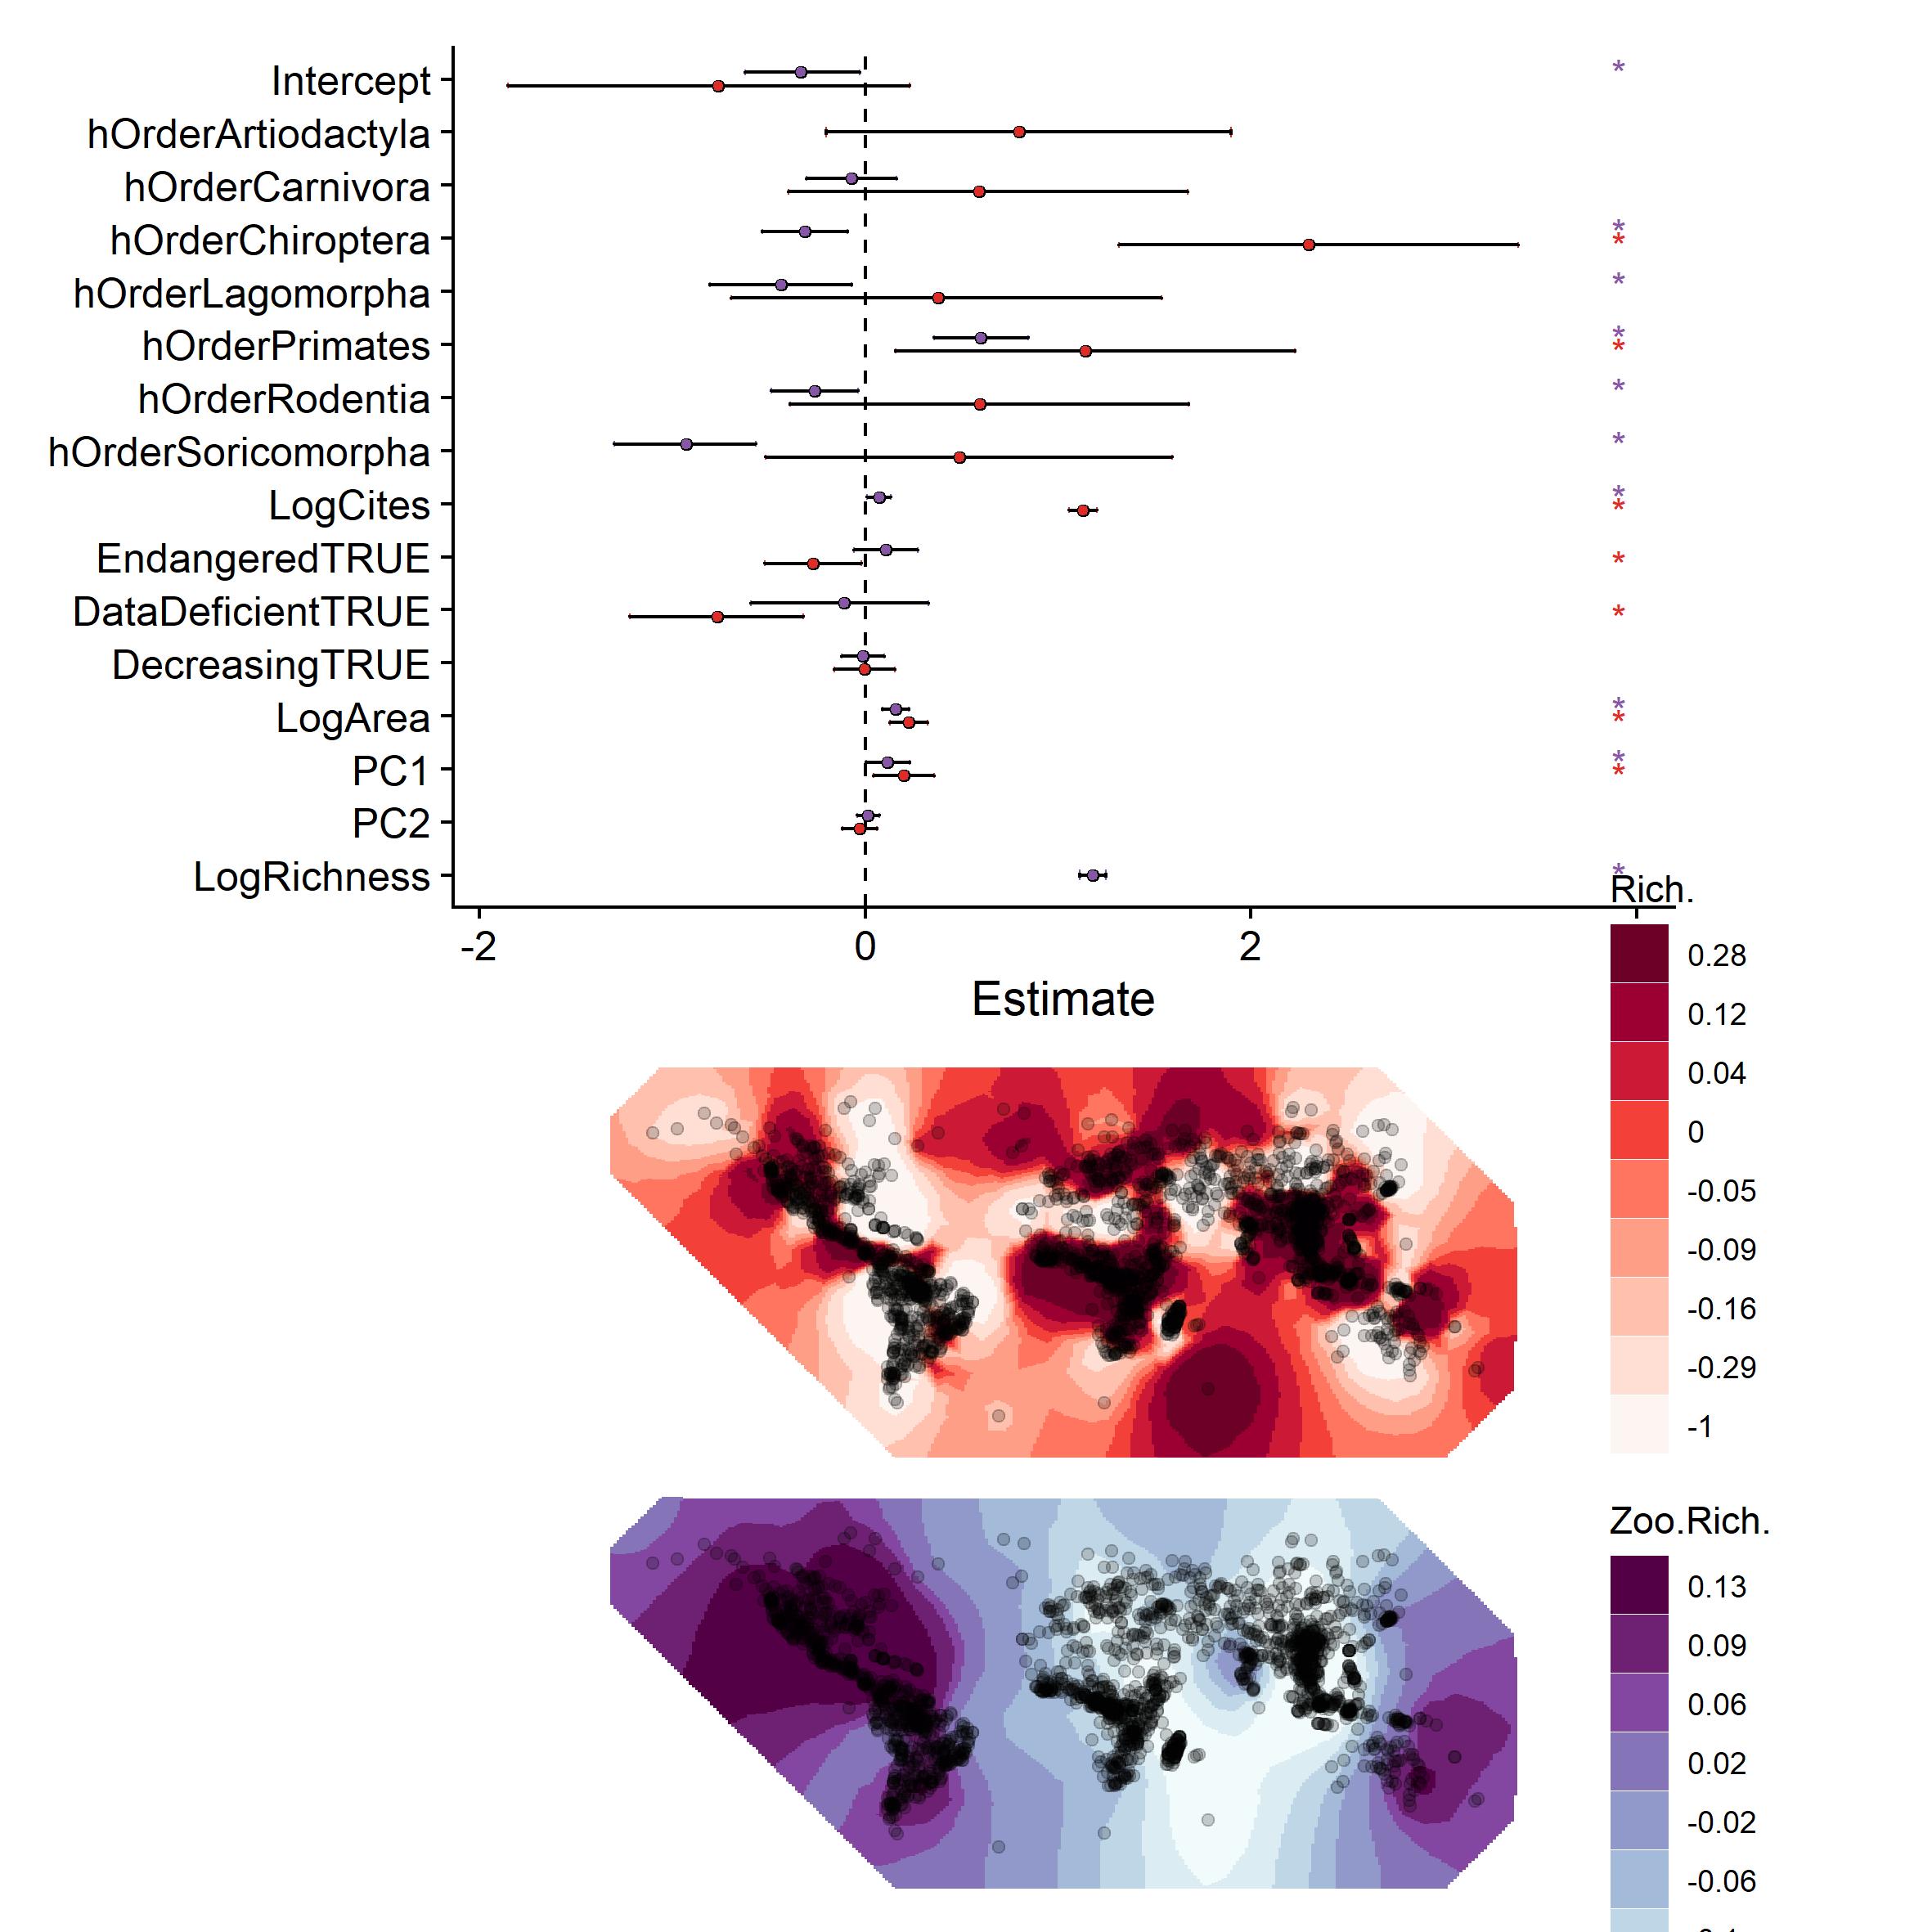 Intercept *
hOrderArtiodactyla
hOrderCarnivora
hOrderChiroptera * *
hOrderLagomorpha *
hOrderPrimates * *
hOrderRodentia *
hOrderSoricomorpha *
LogCites * *
EndangeredTRUE *
DataDeficientTRUE *
DecreasingTRUE
LogArea * *
PC1 * *
PC2
LogRichness *
-2 0 2
Estimate
Rich.
0.28
0.12
0.04
0
-0.05
-0.09
-0.16
-0.29
-1
Zoo.Rich.
0.13
0.09
0.06
0.02
-0.02
-0.06